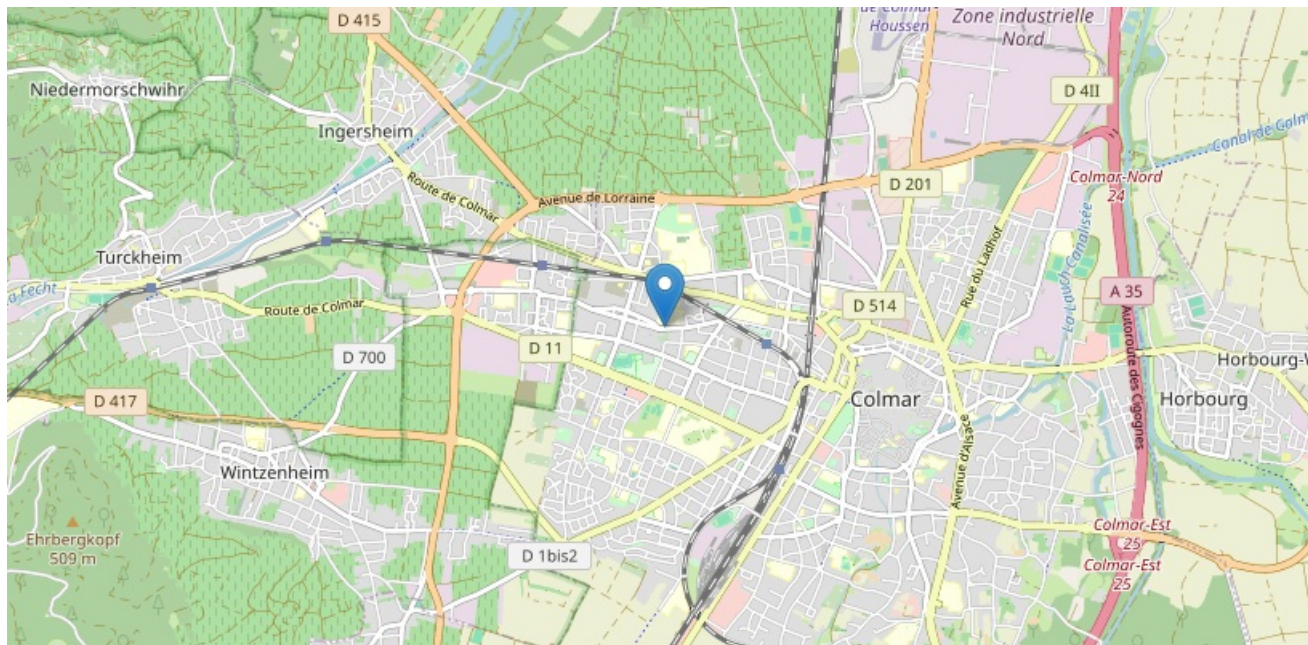 D 415
de Colmar
Houssen
Zone industrielle
Nord
Niedermorschwihr
D 4II
Ingersheim
Canal de Colm
Route de Colmar
Avenue de Lorraine
D 201
Colmar-Nord
24
Turckheim
Rue du Ladhof
La Lauch Canalisée
a Fecht
Route de Colmar
D 514
A 35
D 11
D 700
Autoroute des Cigognes
Horbourg-W
D 417
Colmar
Horbourg
Avenue d'Alsace
Wintzenheim
Ehrbergkopf
509 m
D 1bis2
Colmar-Est
25
Colmar-Est
25